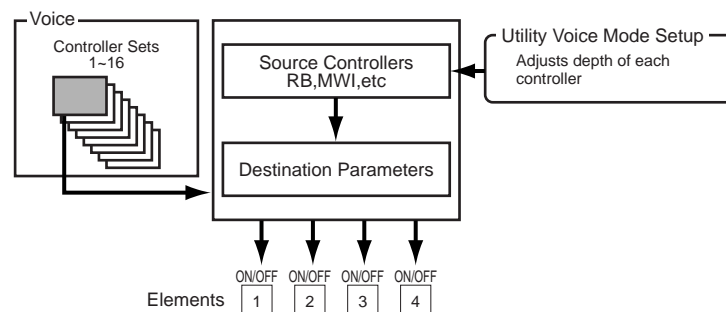 Voice
Controller Sets
1~16
Source Controllers
RB,MWI,etc
Destination Parameters
Utility Voice Mode Setup
Adjusts depth of each
controller
ON/OFF ON/OFF ON/OFF ON/OFF
Elements 1 2 3 4